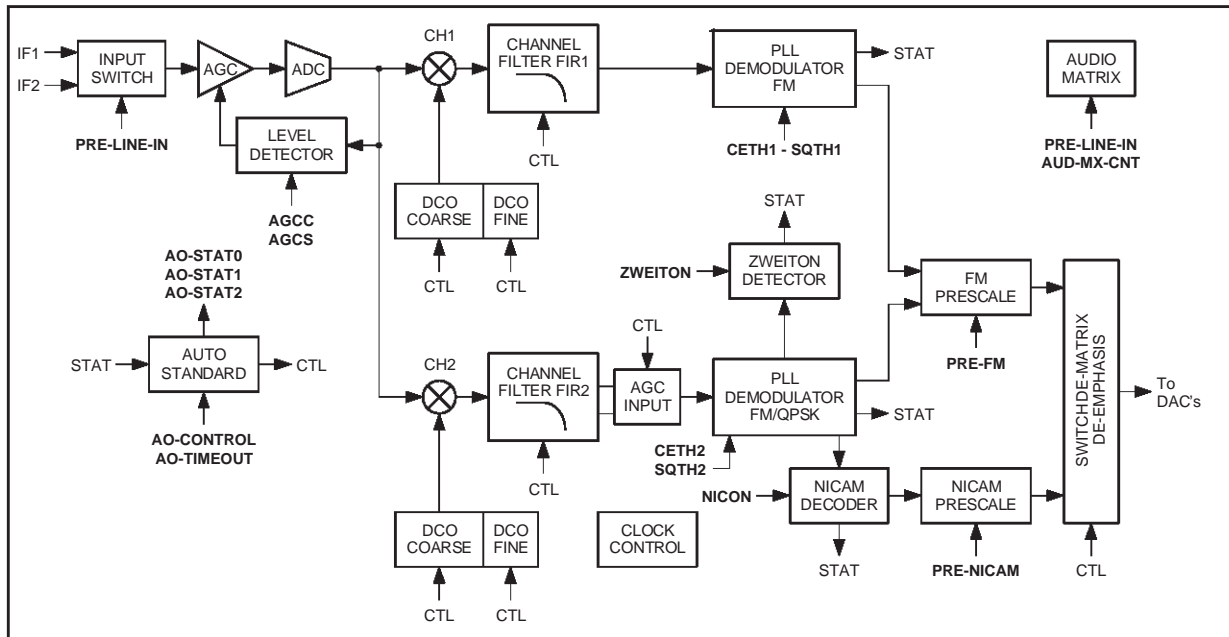 IF1
IF2
INPUT
SWITCH
PRE-LINE-IN
AGC
ADC
LEVEL
DETECTOR
AGCC
AGCS
CH1
CHANNEL
FILTER FIR1
CTL
DCO
COARSE
DCO
FINE
CTL
CTL
PLL
DEMODULATOR
FM
STAT
CETH1 - SQTH1
AUDIO
MATRIX
PRE-LINE-IN
AUD-MX-CNT
AO-STAT0
AO-STAT1
AO-STAT2
STAT
AUTO
STANDARD
CTL
AO-CONTROL
AO-TIMEOUT
STAT
ZWEITON
ZWEITON
DETECTOR
CH2
CHANNEL
FILTER FIR2
CTL
CTL
AGC
INPUT
PLL
DEMODULATOR
FM/QPSK
STAT
CETH2
SQTH2
DCO
COARSE
DCO
FINE
CTL
CTL
CLOCK
CONTROL
NICON
NICAM
DECODER
STAT
FM
PRESCALE
PRE-FM
NICAM
PRESCALE
PRE-NICAM
SWITCHDE-MATRIX
DE-EMPHASIS
CTL
To
DAC's